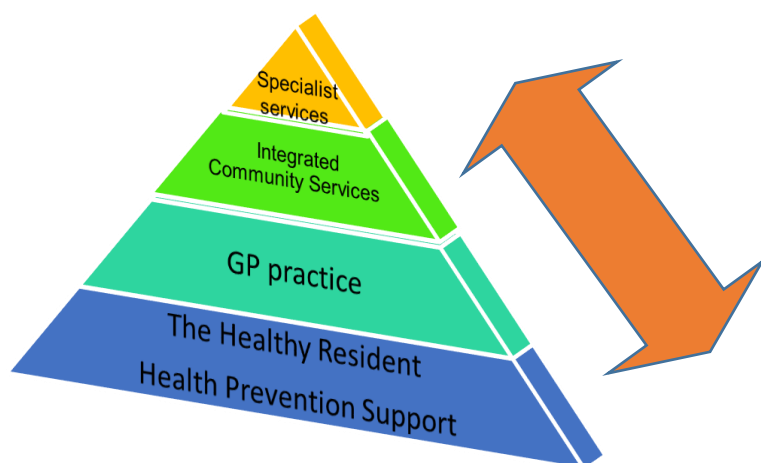 Specialist
services
Integrated
Community Services
GP practice
The Healthy Resident
Health Prevention Support